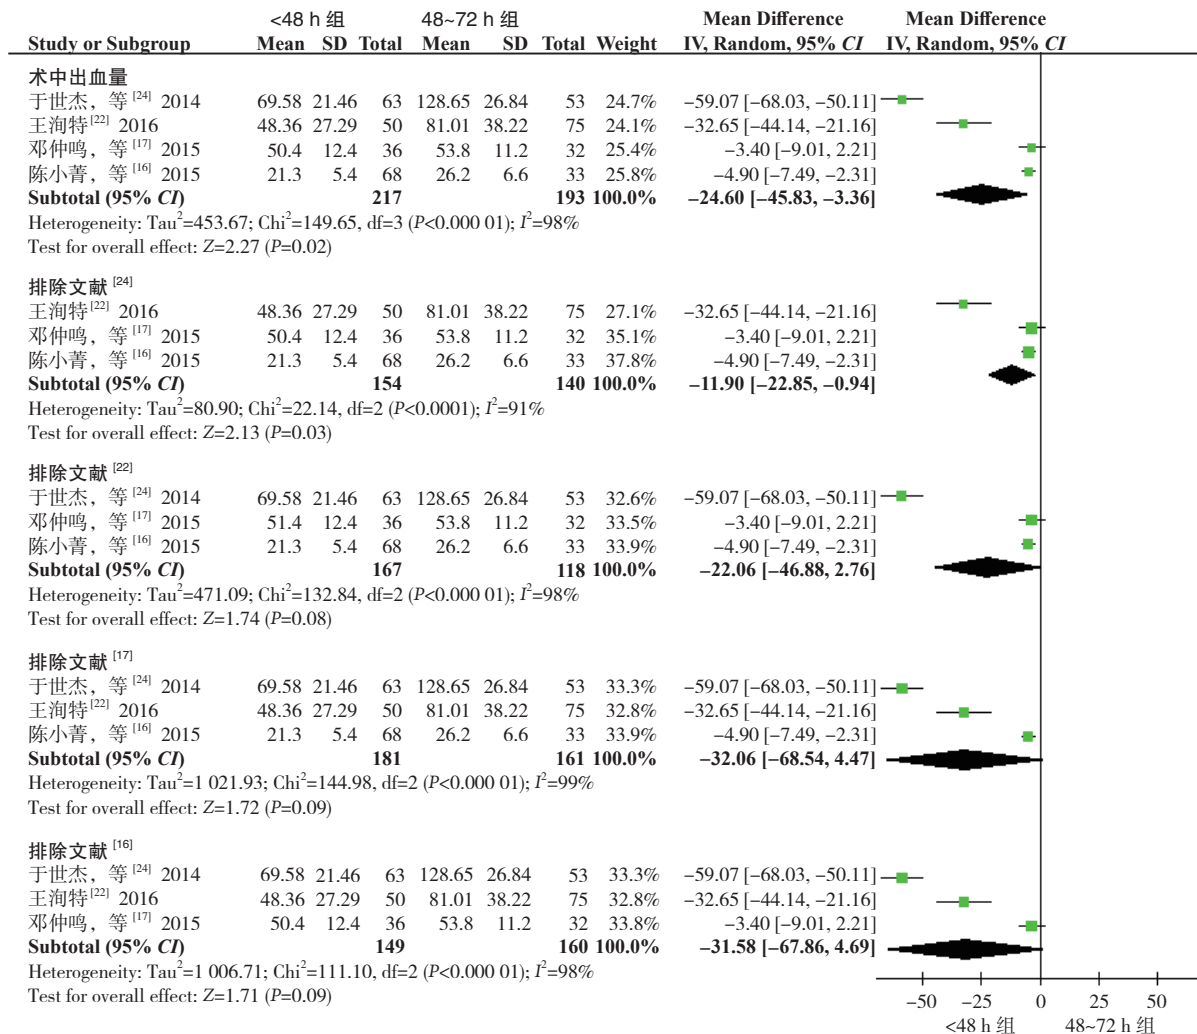 <48 h 组 48~72 h 组 Mean Difference Mean Difference
Study or Subgroup Mean SD Total Mean SD Total Weight IV, Random, 95% CI IV, Random, 95% CI
术中出血量
于世杰，等[24] 2014 69.58 21.46 63 128.65 26.84 53 24.7% −59.07 [−68.03, −50.11]
王洵特[22] 2016 48.36 27.29 50 81.01 38.22 75 24.1% −32.65 [−44.14, −21.16]
邓仲鸣，等[17] 2015 50.4 12.4 36 53.8 11.2 32 25.4% −3.40 [−9.01, 2.21]
陈小菁，等[16] 2015 21.3 5.4 68 26.2 6.6 33 25.8% −4.90 [−7.49, −2.31]
Subtotal (95% CI) 217 193 100.0% −24.60 [−45.83, −3.36]
Heterogeneity: Tau²=453.67; Chi²=149.65, df=3 (P<0.000 01); I²=98%
Test for overall effect: Z=2.27 (P=0.02)
排除文献 [24]
王洵特[22] 2016 48.36 27.29 50 81.01 38.22 75 27.1% −32.65 [−44.14, −21.16]
邓仲鸣，等[17] 2015 50.4 12.4 36 53.8 11.2 32 35.1% −3.40 [−9.01, 2.21]
陈小菁，等[16] 2015 21.3 5.4 68 26.2 6.6 33 37.8% −4.90 [−7.49, −2.31]
Subtotal (95% CI) 154 140 100.0% −11.90 [−22.85, −0.94]
Heterogeneity: Tau²=80.90; Chi²=22.14, df=2 (P<0.0001); I²=91%
Test for overall effect: Z=2.13 (P=0.03)
排除文献 [22]
于世杰，等[24] 2014 69.58 21.46 63 128.65 26.84 53 32.6% −59.07 [−68.03, −50.11]
邓仲鸣，等[17] 2015 51.4 12.4 36 53.8 11.2 32 33.5% −3.40 [−9.01, 2.21]
陈小菁，等[16] 2015 21.3 5.4 68 26.2 6.6 33 33.9% −4.90 [−7.49, −2.31]
Subtotal (95% CI) 167 118 100.0% −22.06 [−46.88, 2.76]
Heterogeneity: Tau²=471.09; Chi²=132.84, df=2 (P<0.000 01); I²=98%
Test for overall effect: Z=1.74 (P=0.08)
排除文献 [17]
于世杰，等[24] 2014 69.58 21.46 63 128.65 26.84 53 33.3% −59.07 [−68.03, −50.11]
王洵特[22] 2016 48.36 27.29 50 81.01 38.22 75 32.8% −32.65 [−44.14, −21.16]
陈小菁，等[16] 2015 21.3 5.4 68 26.2 6.6 33 33.9% −4.90 [−7.49, −2.31]
Subtotal (95% CI) 181 161 100.0% −32.06 [−68.54, 4.47]
Heterogeneity: Tau²=1 021.93; Chi²=144.98, df=2 (P<0.000 01); I²=99%
Test for overall effect: Z=1.72 (P=0.09)
排除文献 [16]
于世杰，等[24] 2014 69.58 21.46 63 128.65 26.84 53 33.3% −59.07 [−68.03, −50.11]
王洵特[22] 2016 48.36 27.29 50 81.01 38.22 75 32.8% −32.65 [−44.14, −21.16]
邓仲鸣，等[17] 2015 50.4 12.4 36 53.8 11.2 32 33.8% −3.40 [−9.01, 2.21]
Subtotal (95% CI) 149 160 100.0% −31.58 [−67.86, 4.69]
Heterogeneity: Tau²=1 006.71; Chi²=111.10, df=2 (P<0.000 01); I²=98%
Test for overall effect: Z=1.71 (P=0.09)
−50 −25 0 25 50
<48 h 组 48~72 h 组